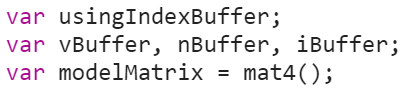 var usingIndexBuffer;
var vBuffer, nBuffer, iBuffer;
var modelMatrix = mat4();